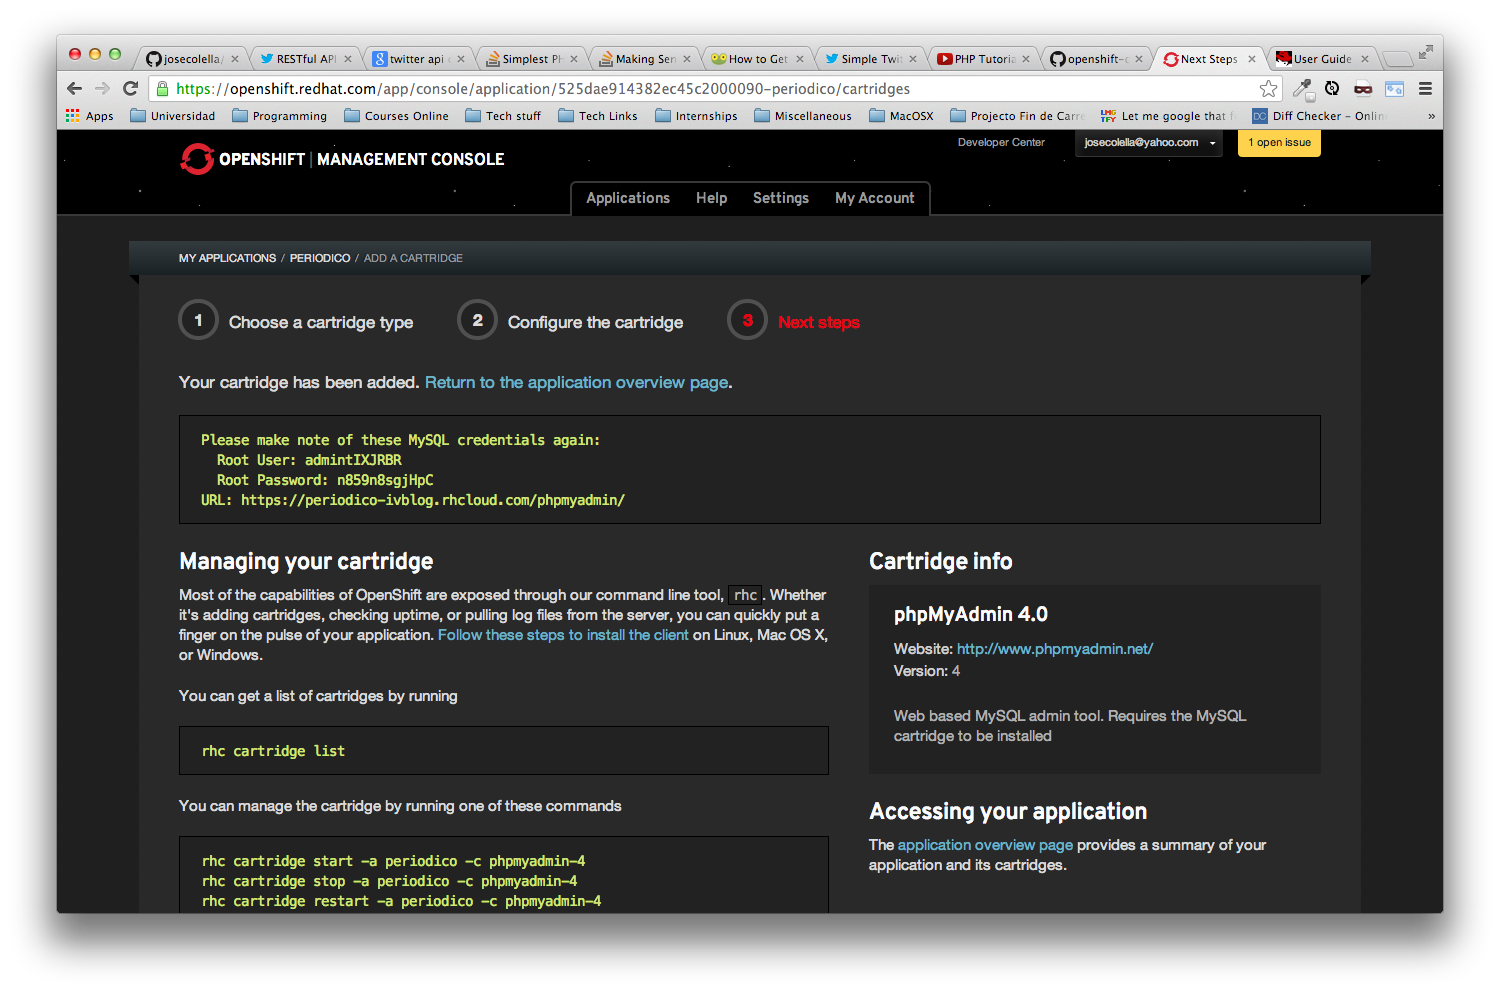 josecolella/
RESTful API
twitter api
Simplest PH
Making Ser
How to Get
Simple Twit
PHP Tutoria
openshift-c
Next Steps
User Guide
https://openshift.redhat.com/app/console/application/525dae914382ec45c2000090-periodico/cartridges
Apps
Universidad
Programming
Courses Online
Tech stuff
Tech Links
Internships
Miscellaneous
MacOSX
Projecto Fin de Carre
LMG TFY
Let me google that f
DC
Diff Checker – Onlin
»
OPENSHIFT | MANAGEMENT CONSOLE
Developer Center
josecolella@yahoo.com
1 open issue
Applications
Help
Settings
My Account
MY APPLICATIONS / PERIODICO / ADD A CARTRIDGE
1 Choose a cartridge type
2 Configure the cartridge
3 Next steps
Your cartridge has been added. Return to the application overview page.
Please make note of these MySQL credentials again:
Root User: admintIXJRBR
Root Password: n859n8sgjHpC
URL: https://periodico-ivblog.rhcloud.com/phpmyadmin/
Managing your cartridge
Most of the capabilities of OpenShift are exposed through our command line tool, rhc. Whether
it's adding cartridges, checking uptime, or pulling log files from the server, you can quickly put a
finger on the pulse of your application. Follow these steps to install the client on Linux, Mac OS X,
or Windows.
You can get a list of cartridges by running
rhc cartridge list
You can manage the cartridge by running one of these commands
rhc cartridge start -a periodico -c phpmyadmin-4
rhc cartridge stop -a periodico -c phpmyadmin-4
rhc cartridge restart -a periodico -c phpmyadmin-4
Cartridge info
phpMyAdmin 4.0
Website: http://www.phpmyadmin.net/
Version: 4
Web based MySQL admin tool. Requires the MySQL
cartridge to be installed
Accessing your application
The application overview page provides a summary of your
application and its cartridges.